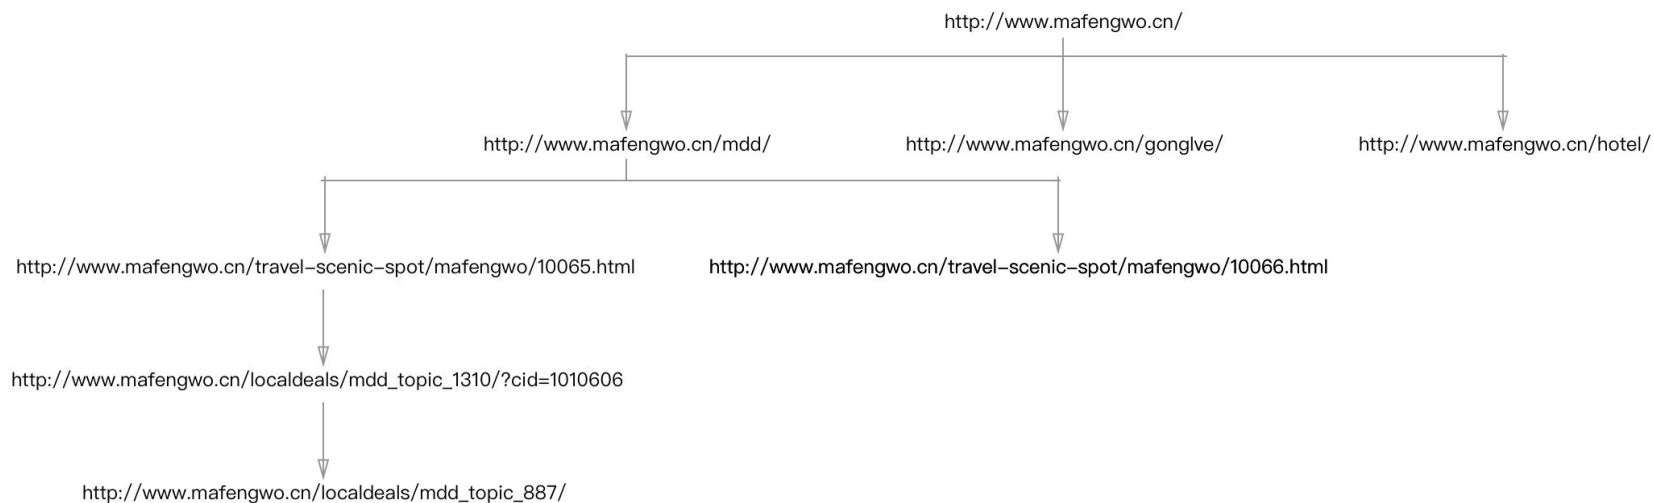 http://www.mafengwo.cn/
http://www.mafengwo.cn/mdd/
http://www.mafengwo.cn/gonglve/
http://www.mafengwo.cn/hotel/
http://www.mafengwo.cn/travel-scenic-spot/mafengwo/10065.html
http://www.mafengwo.cn/travel-scenic-spot/mafengwo/10066.html
http://www.mafengwo.cn/localdeals/mdd_topic_1310/?cid=1010606
http://www.mafengwo.cn/localdeals/mdd_topic_887/